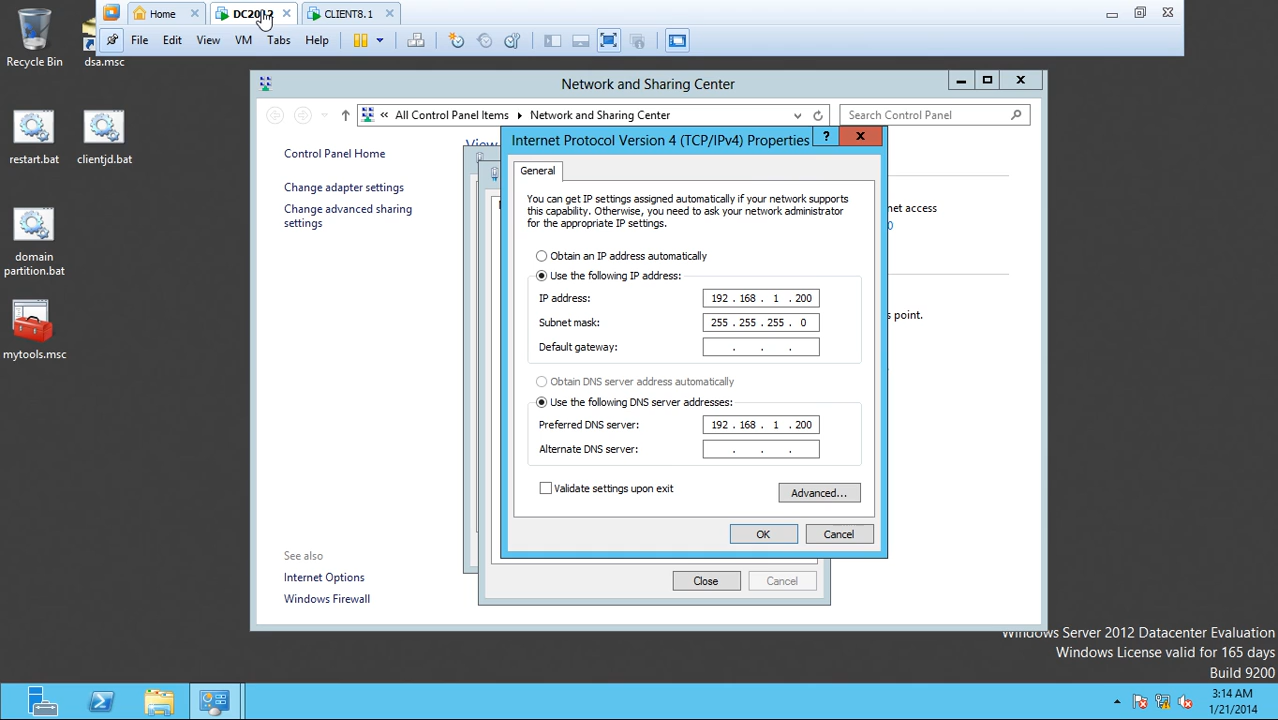 Home
DC2012
CLIENT8.1
File
Edit
View
VM
Tabs
Help
Recycle Bin
dsa.msc
restart.bat
clientjd.bat
domain
partition.bat
mytools.msc
Network and Sharing Center
All Control Panel Items
Network and Sharing Center
Search Control Panel
Control Panel Home
Change adapter settings
Change advanced sharing
settings
See also
Internet Options
Windows Firewall
Internet Protocol Version 4 (TCP/IPv4) Properties
?
General
You can get IP settings assigned automatically if your network supports
this capability. Otherwise, you need to ask your network administrator
for the appropriate IP settings.
Obtain an IP address automatically
Use the following IP address:
IP address:
192 . 168 . 1 . 200
Subnet mask:
255 . 255 . 255 . 0
Default gateway:
. . .
Obtain DNS server address automatically
Use the following DNS server addresses:
Preferred DNS server:
192 . 168 . 1 . 200
Alternate DNS server:
. . .
Validate settings upon exit
Advanced...
OK
Cancel
Close
Cancel
net access
point.
Windows Server 2012 Datacenter Evaluation
Windows License valid for 165 days
Build 9200
3:14 AM
1/21/2014